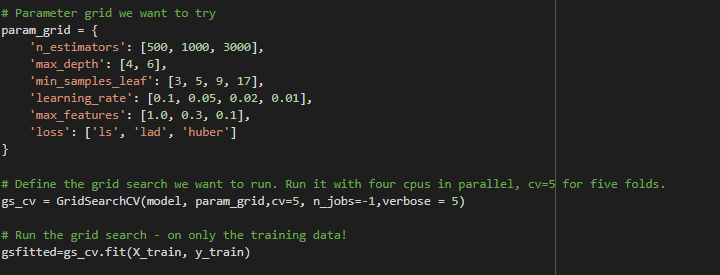 # Parameter grid we want to try
param_grid = {
    'n_estimators': [500, 1000, 3000],
    'max_depth': [4, 6],
    'min_samples_leaf': [3, 5, 9, 17],
    'learning_rate': [0.1, 0.05, 0.02, 0.01],
    'max_features': [1.0, 0.3, 0.1],
    'loss': ['ls', 'lad', 'huber']
}
# Define the grid search we want to run. Run it with four cpus in parallel, cv=5 for five folds.
gs_cv = GridSearchCV(model, param_grid,cv=5, n_jobs=-1,verbose = 5)
# Run the grid search - on only the training data!
gsfitted=gs_cv.fit(X_train, y_train)